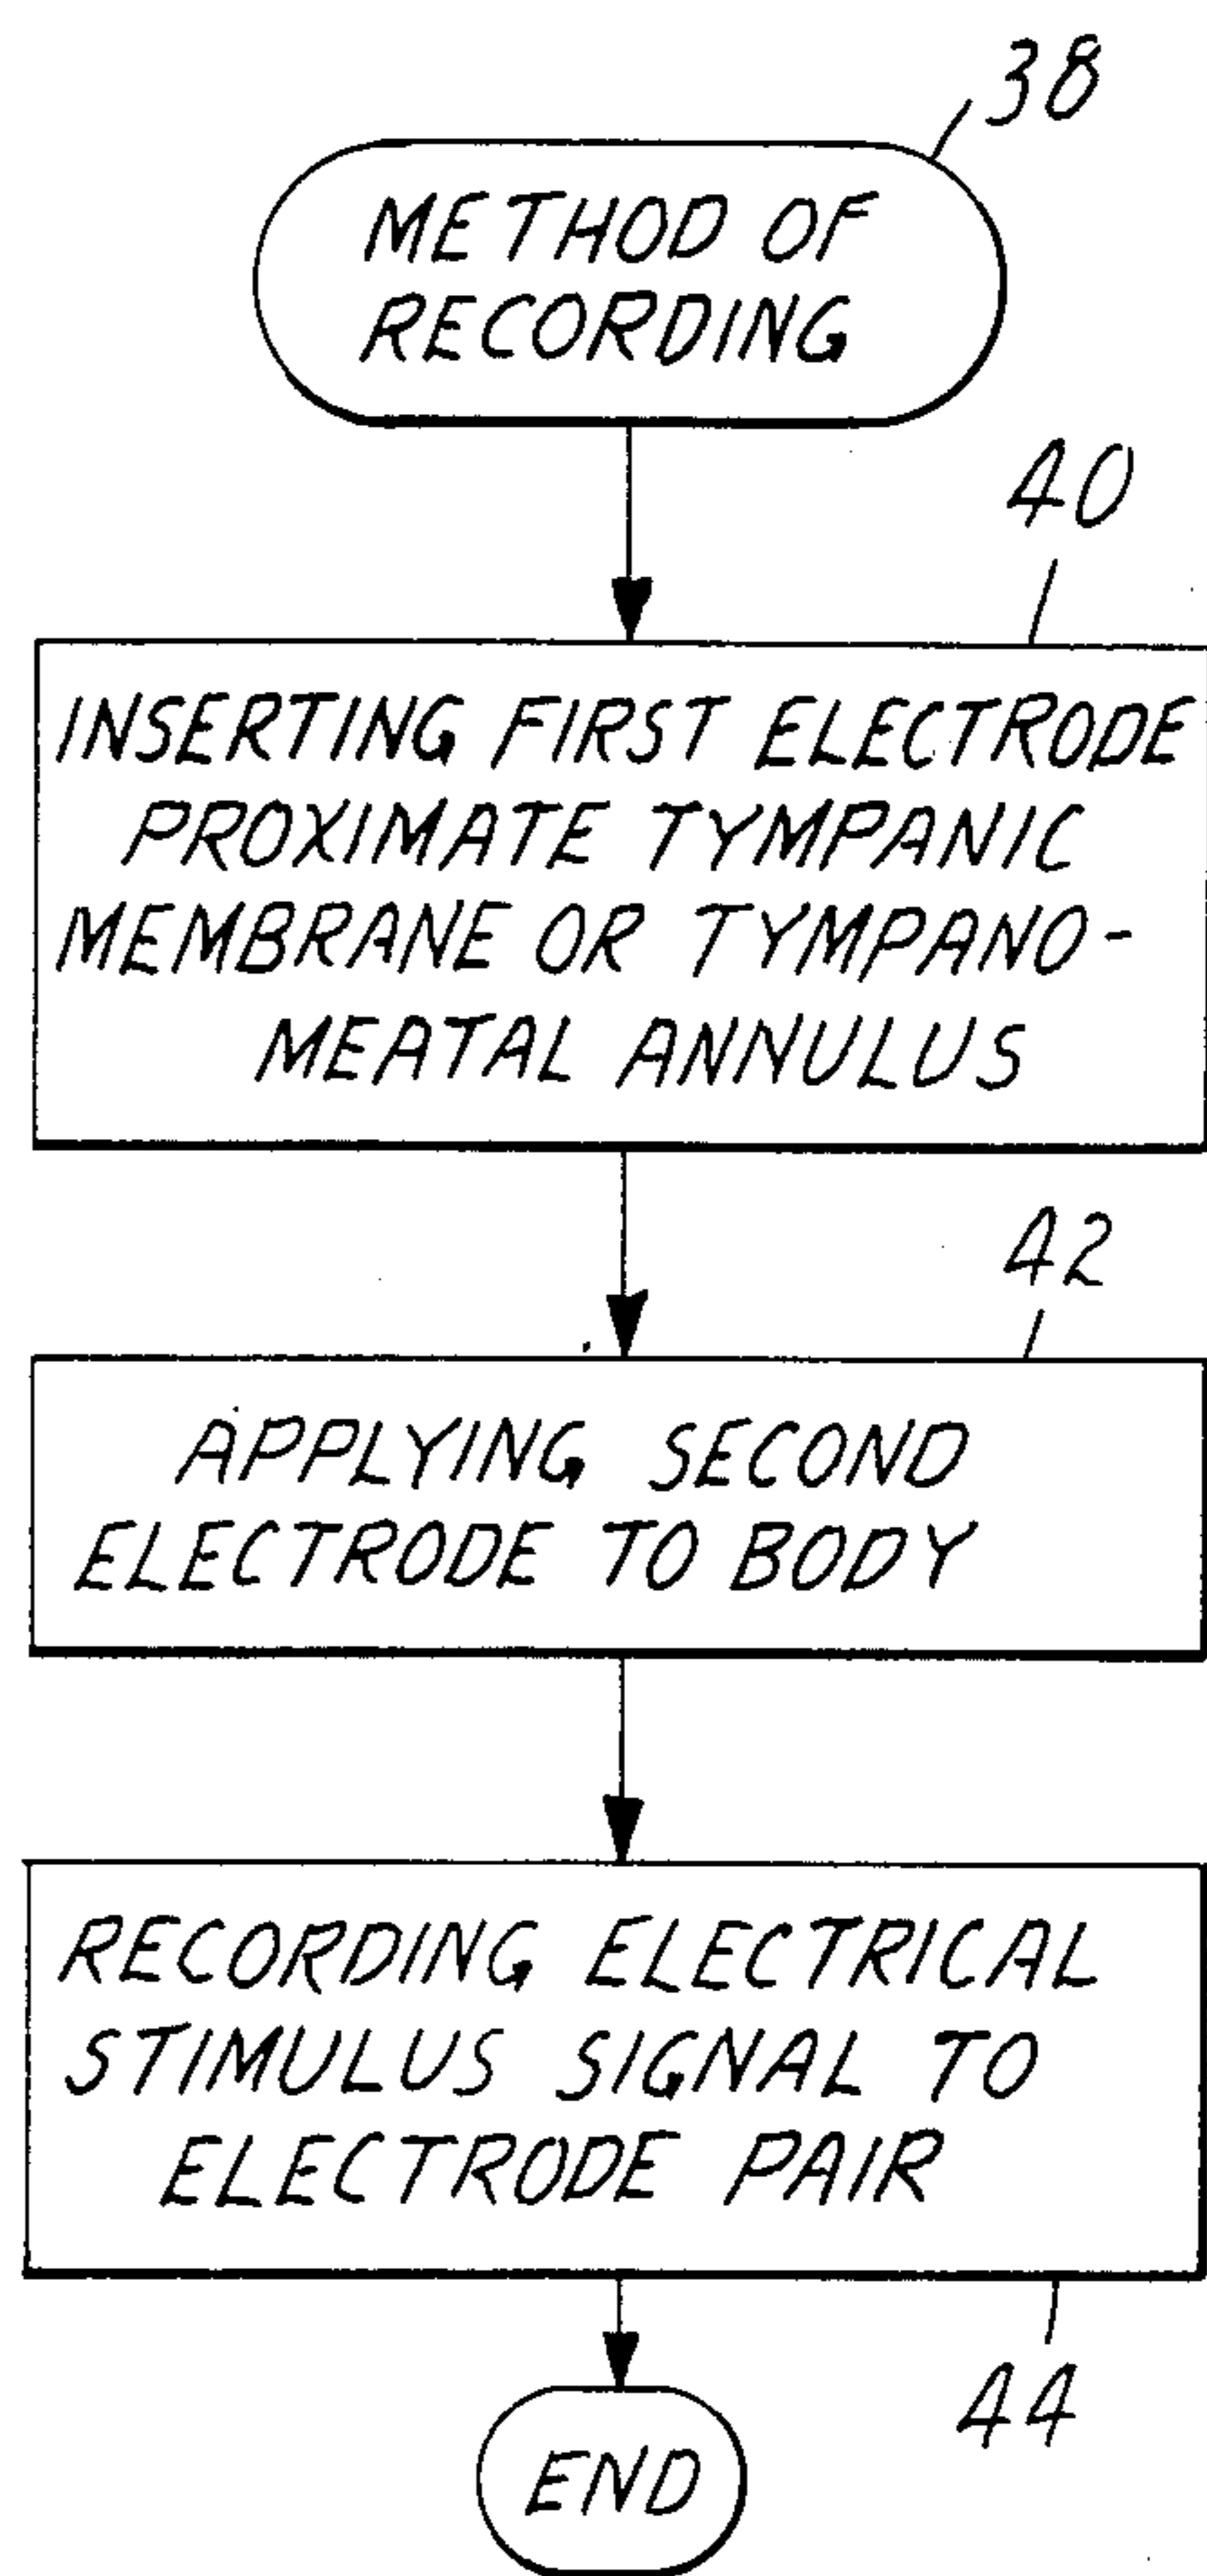 38
METHOD OF
RECORDING
40
INSERTING FIRST ELECTRODE
PROXIMATE TYMPANIC
MEMBRANE OR TYMPANO-
MEATAL ANNULUS
42
APPLYING SECOND
ELECTRODE TO BODY
RECORDING ELECTRICAL
STIMULUS SIGNAL TO
ELECTRODE PAIR
44
END